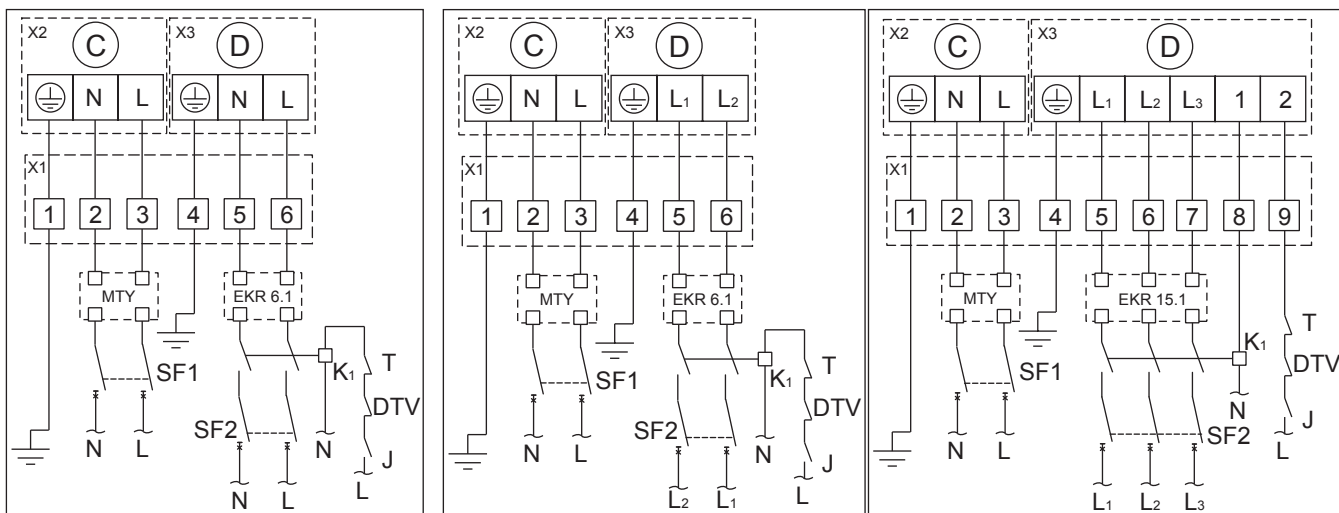 X2 C X3 D
N L N L
X1
1 2 3 4 5 6
MTY EKR 6.1
SF1 K1 T
DTV
SF2
N L N J
N L L
X2 C X3 D
N L L1 L2
X1
1 2 3 4 5 6
MTY EKR 6.1
SF1 K1 T
DTV
SF2
N L N J
L2 L1 L
X2 C X3 D
N L L1 L2 L3 1 2
X1
1 2 3 4 5 6 7 8 9
MTY EKR 15.1
T
K1
SF1 DTV
N J
SF2
N L L
L1 L2 L3